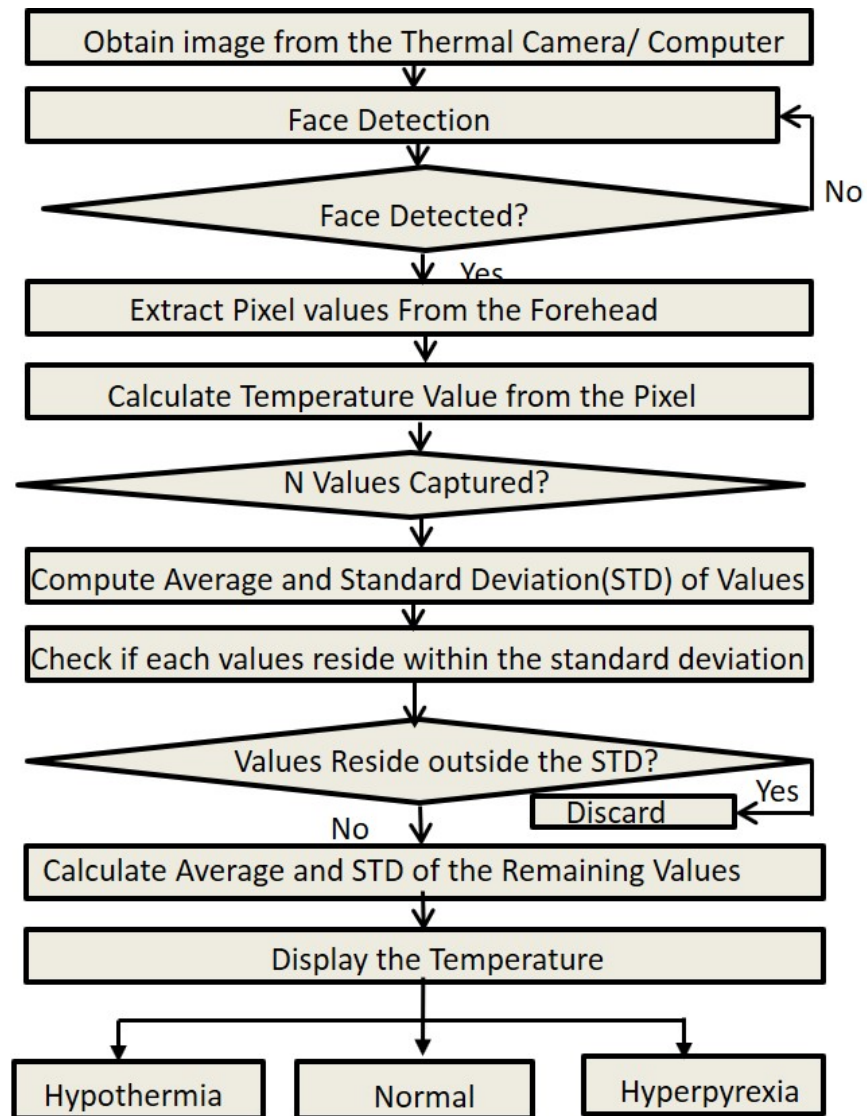 Obtain image from the Thermal Camera/ Computer
Face Detection
No
Face Detected?
Yes
Extract Pixel values From the Forehead
Calculate Temperature Value from the Pixel
N Values Captured?
Compute Average and Standard Deviation(STD) of Values
Check if each values reside within the standard deviation
Values Reside outside the STD?
Yes
Discard
No
Calculate Average and STD of the Remaining Values
Display the Temperature
Hypothermia
Normal
Hyperpyrexia